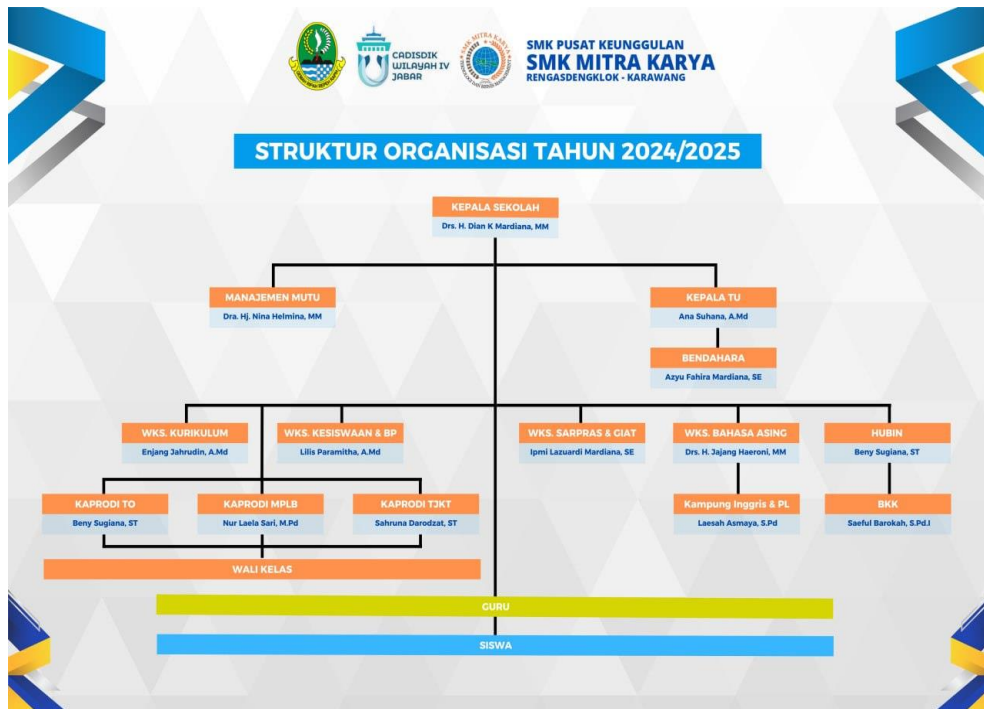 CADISDIK
WILAYAH IV
JABAR
SMK MITRA KARYA
SMK PUSAT KEUNGGULAN
SMK MITRA KARYA
RENGASDENGKLOK - KARAWANG
STRUKTUR ORGANISASI TAHUN 2024/2025
KEPALA SEKOLAH
Drs. H. Dian K Mardiana, MM
MANAJEMEN MUTU
Dra. Hj. Nina Helmina, MM
KEPALA TU
Ana Suhana, A.Md
BENDAHARA
Azyu Fahira Mardiana, SE
WKS. KURIKULUM
Enjang Jahrudin, A.Md
WKS. KESISWAAN & BP
Lilis Paramitha, A.Md
WKS. SARPRAS & GIAT
Ipmi Lazuardi Mardiana, SE
WKS. BAHASA ASING
Drs. H. Jajang Haeroni, MM
HUBIN
Beny Sugiana, ST
KAPRODI TO
Beny Sugiana, ST
KAPRODI MPLB
Nur Laela Sari, M.Pd
KAPRODI TJKT
Sahruna Darodzat, ST
Kampung Inggris & PL
Laesah Asmaya, S.Pd
BKK
Saeful Barokah, S.Pd.I
WALI KELAS
GURU
SISWA